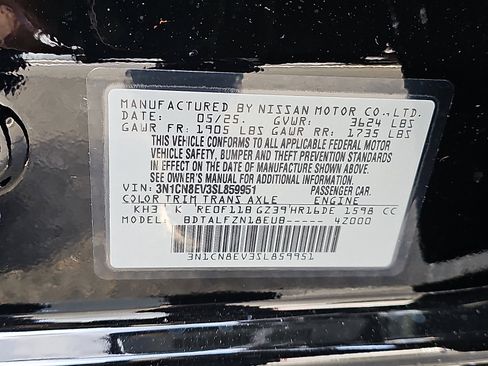 MANUFACTURED BY NISSAN MOTOR CO., LTD.
DATE: 05/25. GVWR: 3624 LBS
GAWR FR: 1905 LBS GAWR RR: 1735 LBS
THIS VEHICLE CONFORMS TO ALL APPLICABLE FEDERAL MOTOR
VEHICLE SAFETY, BUMPER AND THEFT PREVENTION STANDARDS
IN EFFECT ON THE DATE OF MANUFACTURE SHOWN ABOVE.
SEE OWNER'S MANUAL FOR ADDITIONAL INFORMATION.
VIN: 3N1CN8EV3SL859951 PASSENGER CAR.
COLOR TRIM TRANS AXLE ENGINE
KH3 K RE0F11B GZ39 HR16DE 1598 CC
MODEL: BDTALFZN18EUB----- 4Z000
3N1CN8EV3SL859951